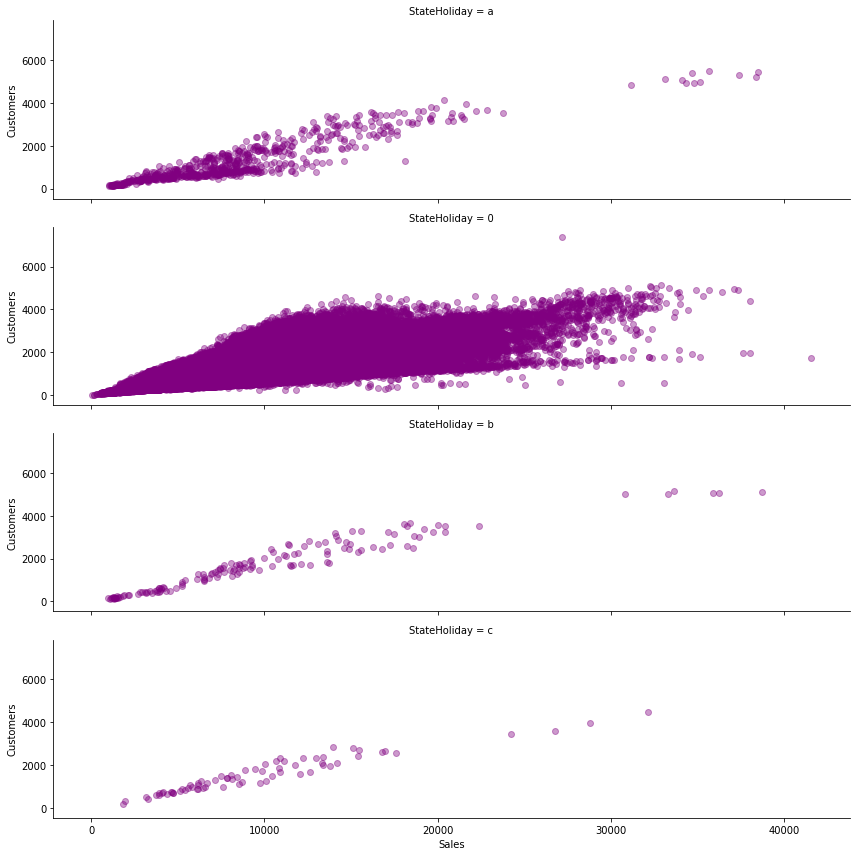 StateHoliday = a
6000
4000
2000
0
Customers
StateHoliday = 0
6000
4000
2000
0
Customers
StateHoliday = b
6000
4000
2000
0
Customers
StateHoliday = c
6000
4000
2000
0
Customers
0 10000 20000 30000 40000
Sales